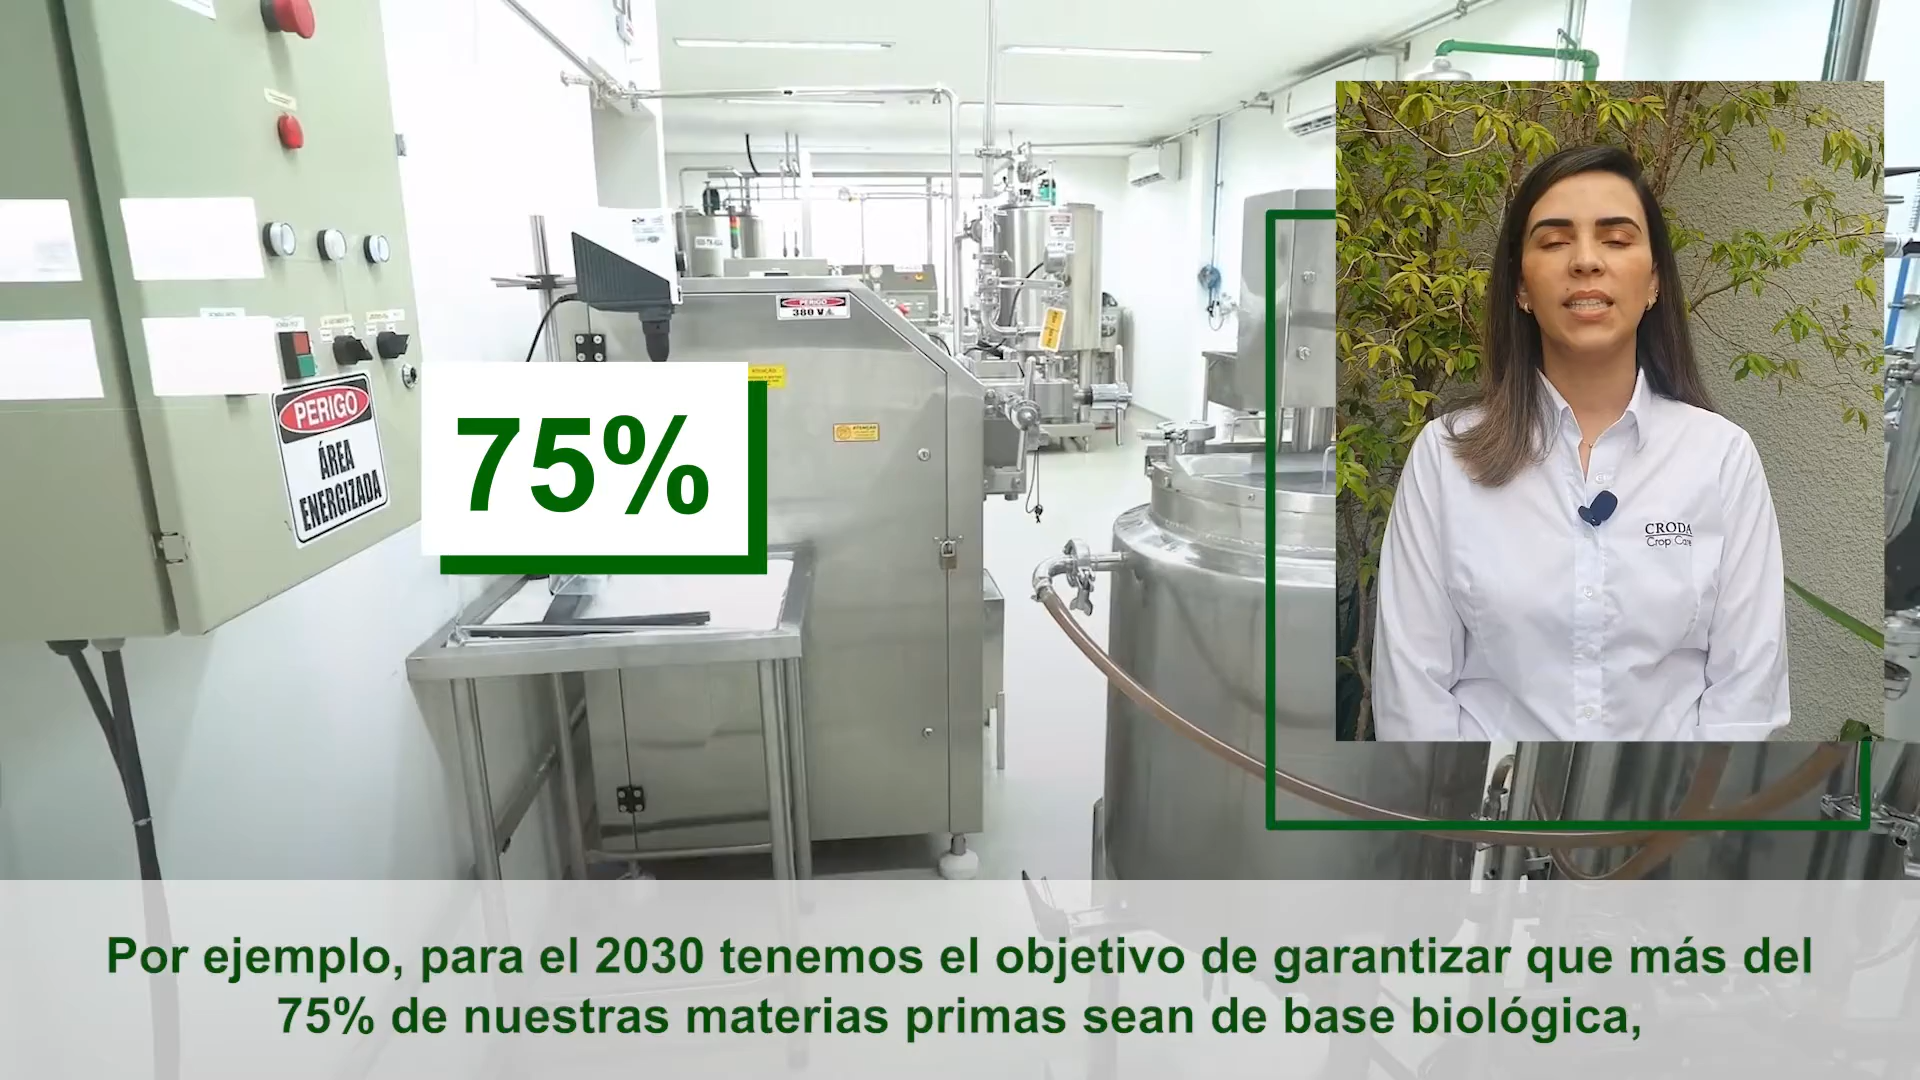 PERIGO
380 V
PERIGO
ÁREA
ENERGIZADA
75%
CRODA
Crop Care
Por ejemplo, para el 2030 tenemos el objetivo de garantizar que más del
75% de nuestras materias primas sean de base biológica,